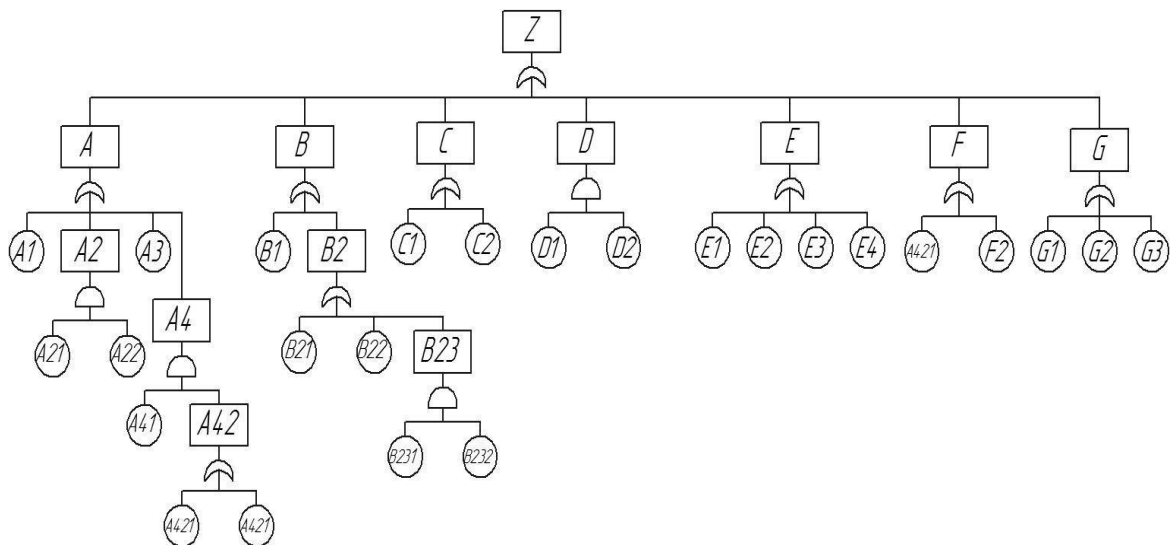 Z
A B C D E F G
A1 A2 A3 B1 B2 C1 C2 D1 D2 E1 E2 E3 E4 A421 F2 G1 G2 G3
A21 A22 A4 B21 B22 B23
A41 A42 B231 B232
A421 A421